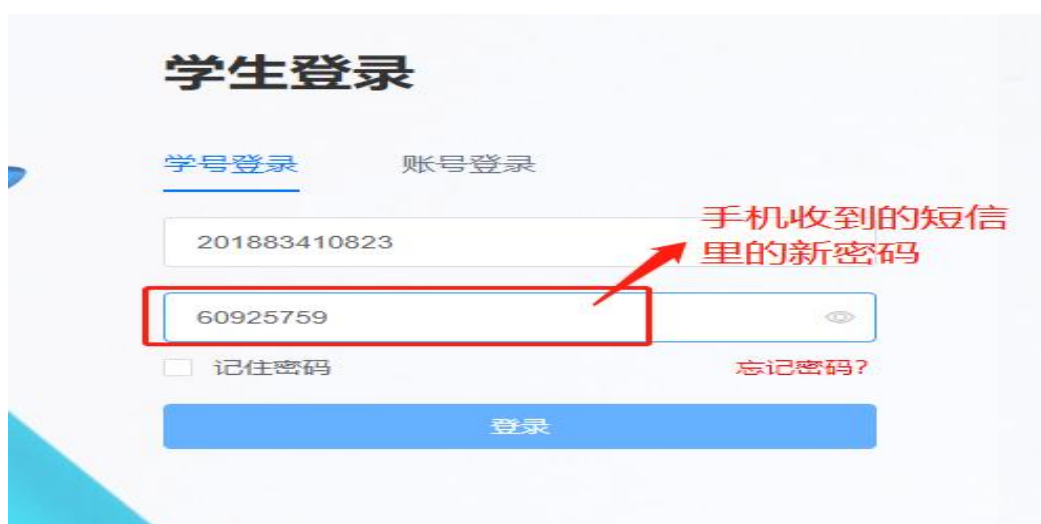 学生登录
学号登录 账号登录
手机收到的短信
里的新密码
201883410823
60925759
记住密码 忘记密码?
登录